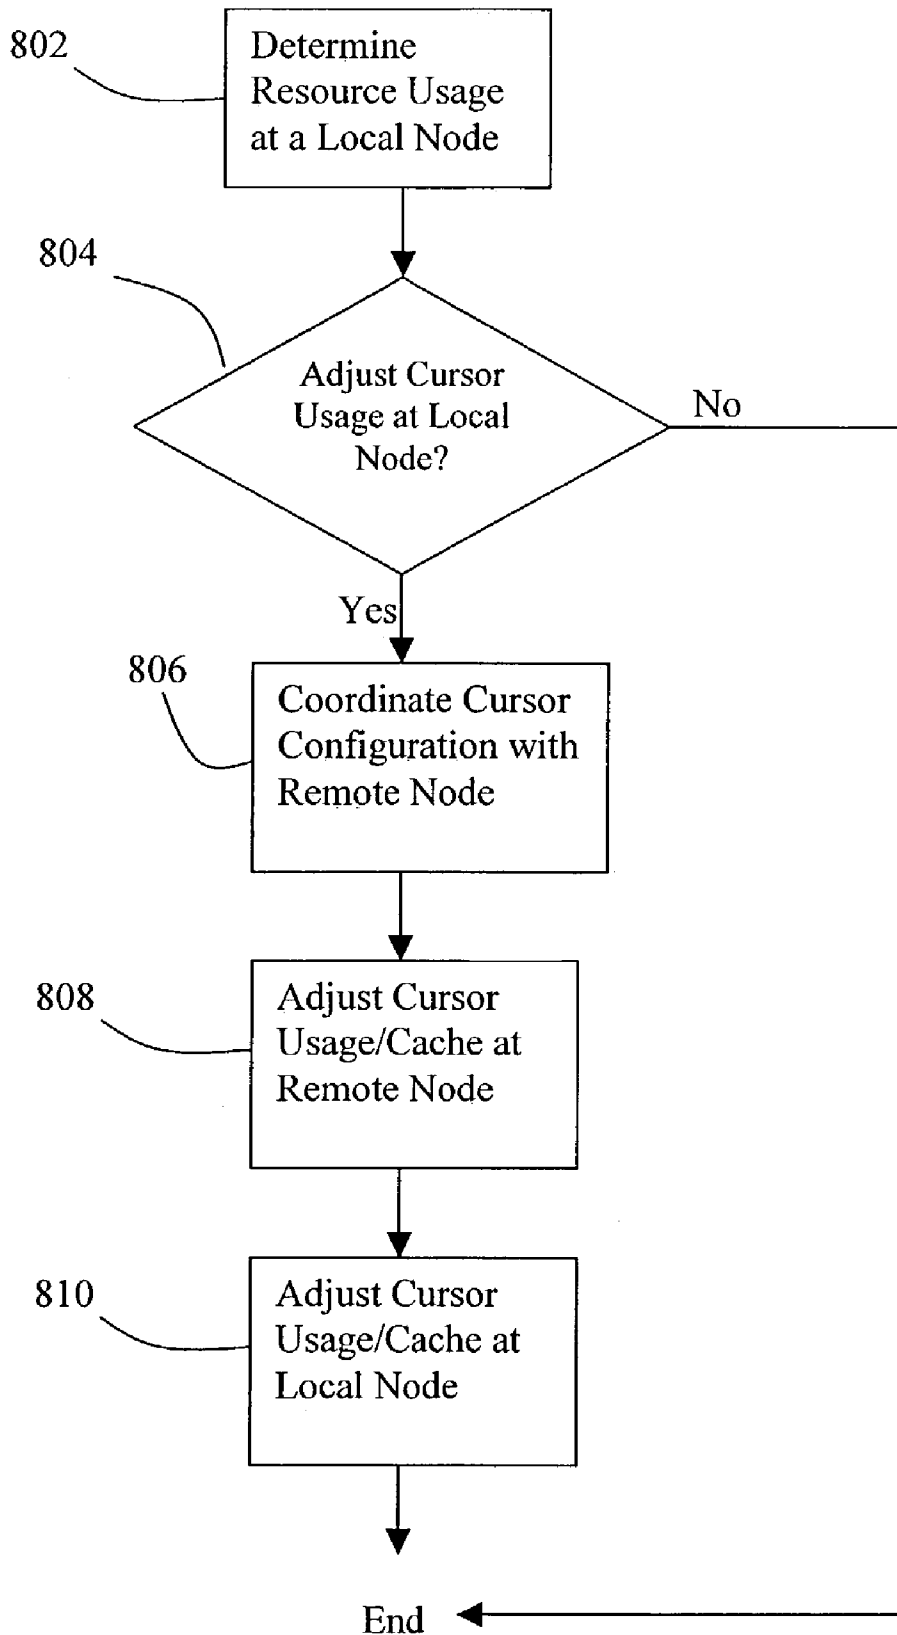 802
Determine
Resource Usage
at a Local Node
804
Adjust Cursor
Usage at Local
Node?
No
Yes
806
Coordinate Cursor
Configuration with
Remote Node
808
Adjust Cursor
Usage/Cache at
Remote Node
810
Adjust Cursor
Usage/Cache at
Local Node
End